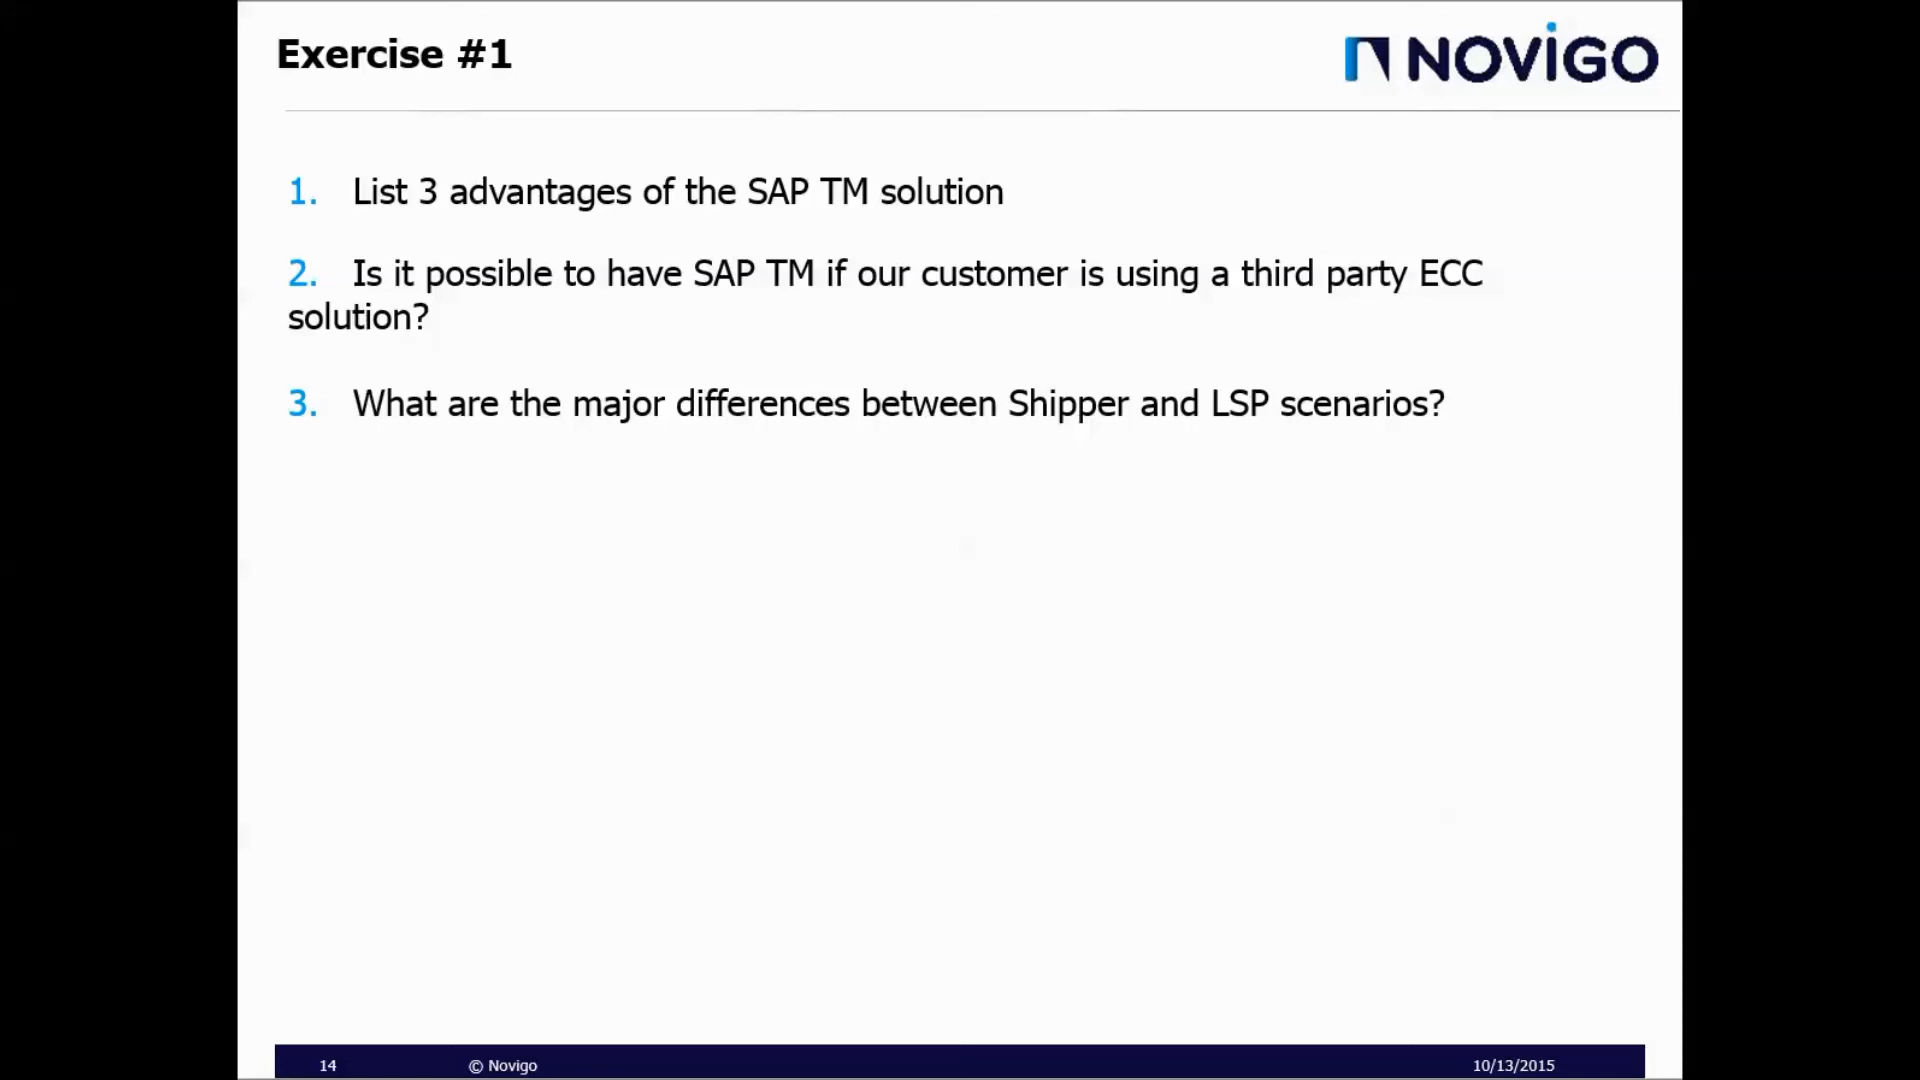 Exercise #1
NOVIGO
1. List 3 advantages of the SAP TM solution
2. Is it possible to have SAP TM if our customer is using a third party ECC
solution?
3. What are the major differences between Shipper and LSP scenarios?
14 © Novigo 10/13/2015